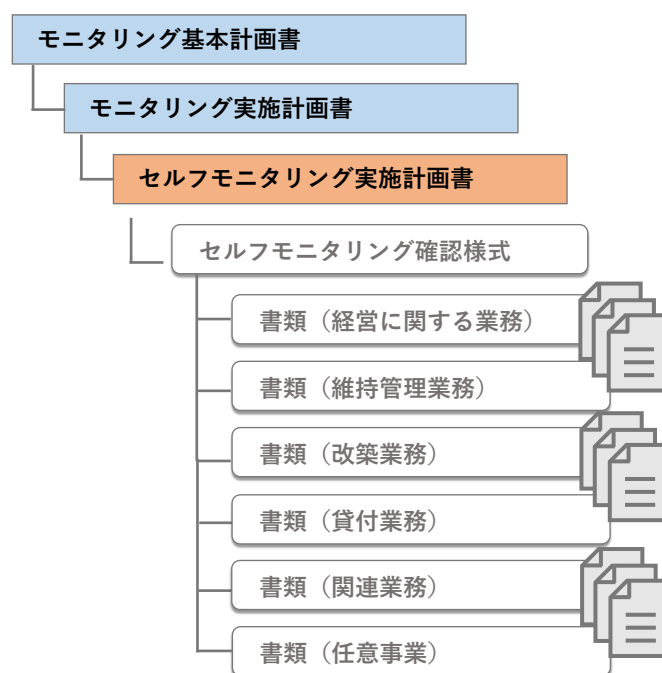 モニタリング基本計画書
モニタリング実施計画書
セルフモニタリング実施計画書
セルフモニタリング確認様式
書類（経営に関する業務）
書類（維持管理業務）
書類（改築業務）
書類（貸付業務）
書類（関連業務）
書類（任意事業）